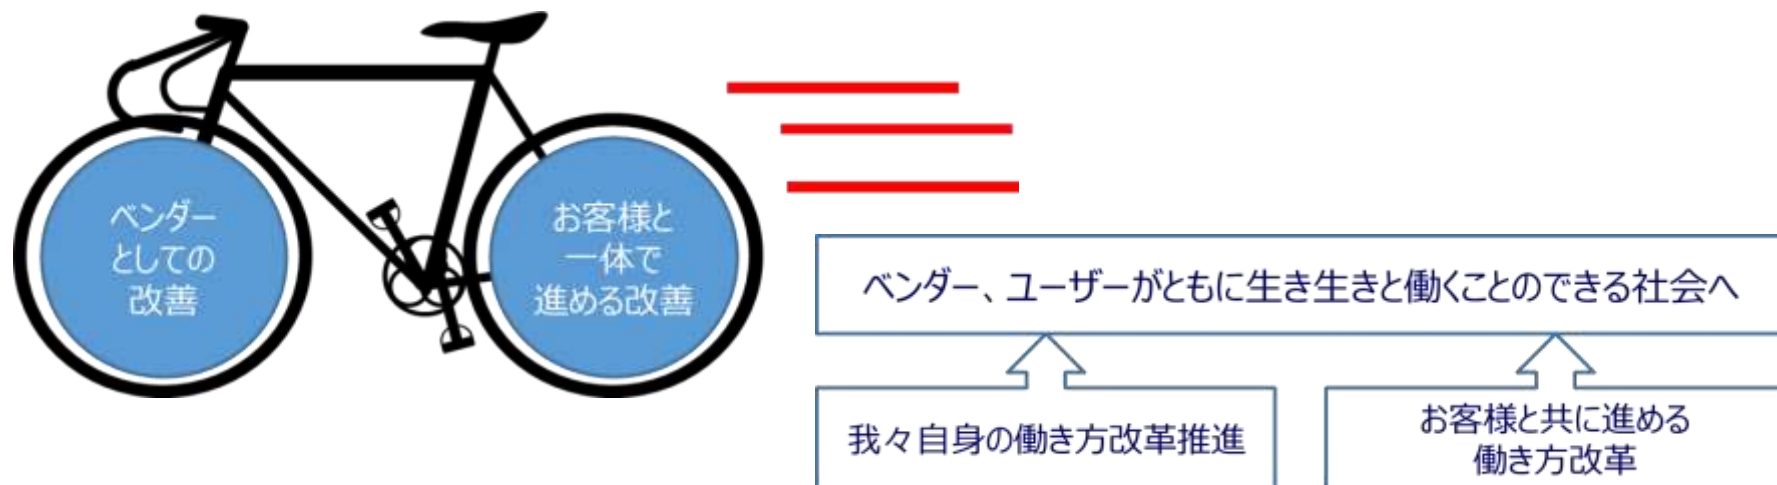 ベンダー
としての
改善
お客様と
一体で
進める改善
ベンダー、ユーザーがともに生き生きと働くことのできる社会へ
我々自身の働き方改革推進
お客様と共に進める
働き方改革